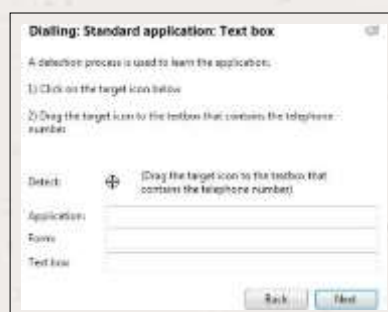 Dialling: Standard application: Text box
A detection process is used to learn the application.
1) Click on the target icon below
2) Drag the target icon to the textbox that contains the telephone
number
Detect: (Drag the target icon to the textbox that
contains the telephone number)
Application:
Form:
Text box:
Back Next